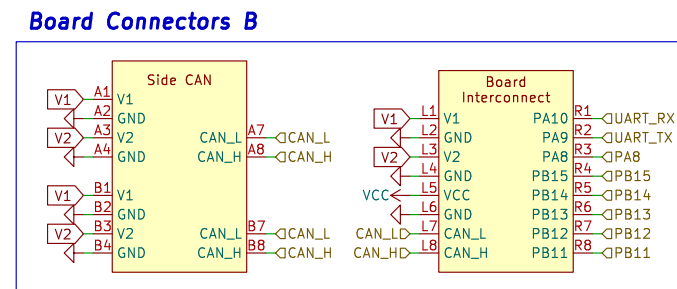 Board Connectors B
Side CAN
V1 A1 V1
A2 GND
V2 A3 V2
CAN_L A7 CAN_L
A4 GND
CAN_H A8 CAN_H
V1 B1 V1
B2 GND
V2 B3 V2
CAN_L B7 CAN_L
B4 GND
CAN_H B8 CAN_H
Board
Interconnect
V1 L1 V1 PA10 R1 UART_RX
L2 GND PA9 R2 UART_TX
V2 L3 V2 PA8 R3 PA8
L4 GND PB15 R4 PB15
VCC L5 VCC PB14 R5 PB14
L6 GND PB13 R6 PB13
CAN_L L7 CAN_L PB12 R7 PB12
CAN_H L8 CAN_H PB11 R8 PB11